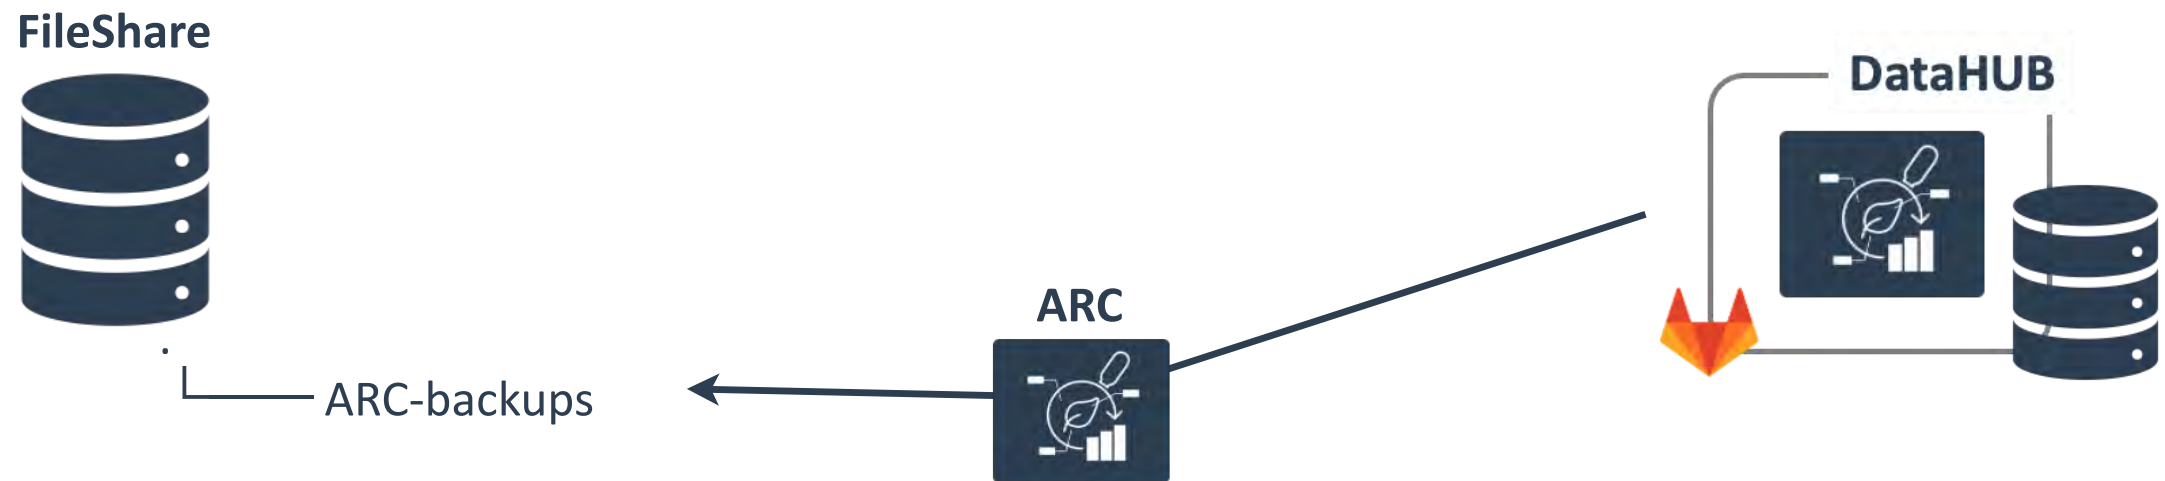 FileShare
DataHUB
ARC
.
ARC-backups